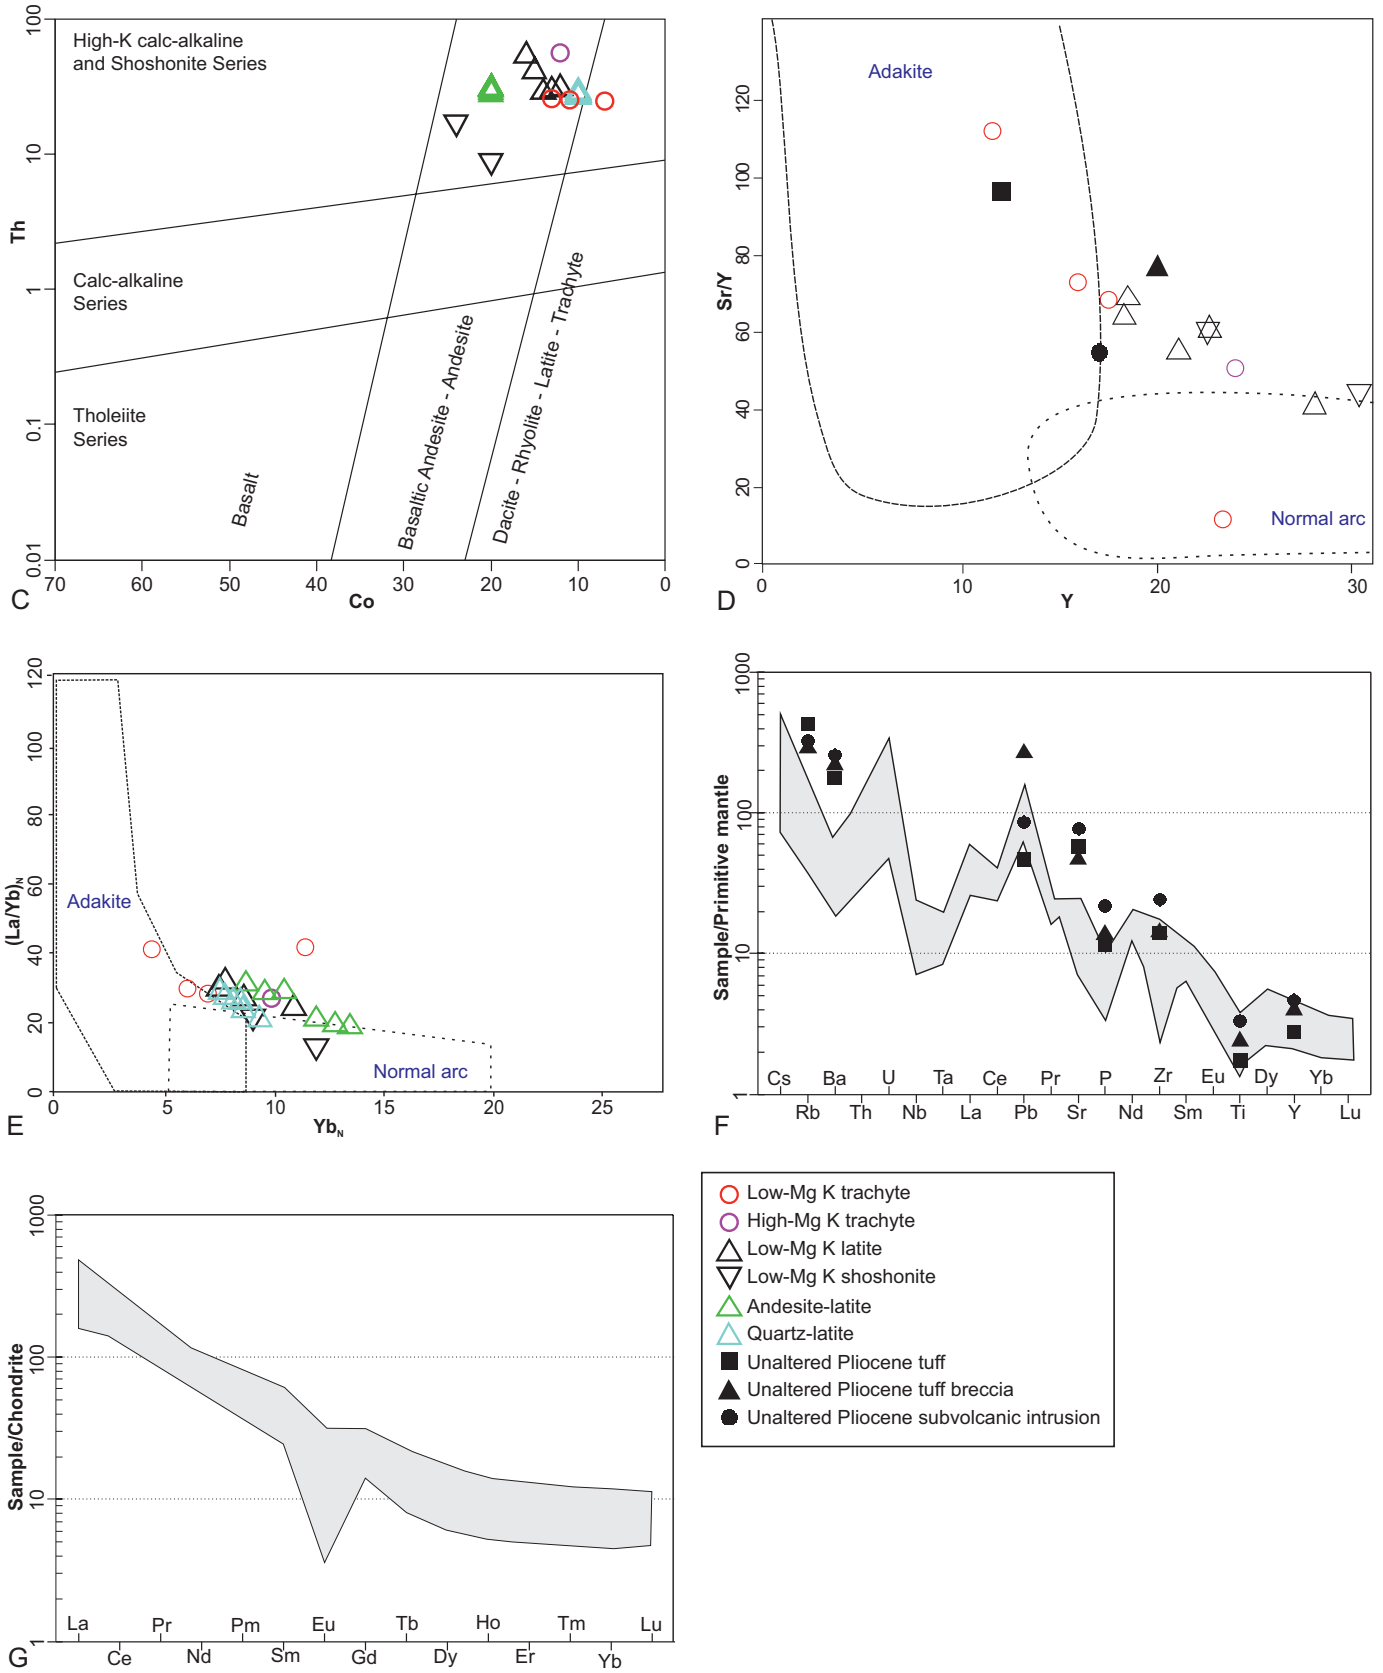 100
10
1
0.1
0.01
Th
High-K calc-alkaline
and Shoshonite Series
Calc-alkaline
Series
Tholeiite
Series
Basalt
Basaltic Andesite - Andesite
Dacite - Rhyolite - Latite - Trachyte
70 60 50 40 30 20 10 0
Co
C
120
100
80
60
40
20
0
Sr/Y
Adakite
Normal arc
0 10 20 30
Y
D
120
100
80
60
40
20
0
(La/Yb)N
Adakite
Normal arc
0 5 10 15 20 25
YbN
E
1000
100
10
1
Sample/Primitive mantle
Cs Ba U Ta Ce Pr P Zr Eu Dy Yb
Rb Th Nb La Pb Sr Nd Sm Ti Y Lu
F
1000
100
10
1
Sample/Chondrite
La Pr Pm Eu Tb Ho Tm Lu
Ce Nd Sm Gd Dy Er Yb
G
Low-Mg K trachyte
High-Mg K trachyte
Low-Mg K latite
Low-Mg K shoshonite
Andesite-latite
Quartz-latite
Unaltered Pliocene tuff
Unaltered Pliocene tuff breccia
Unaltered Pliocene subvolcanic intrusion